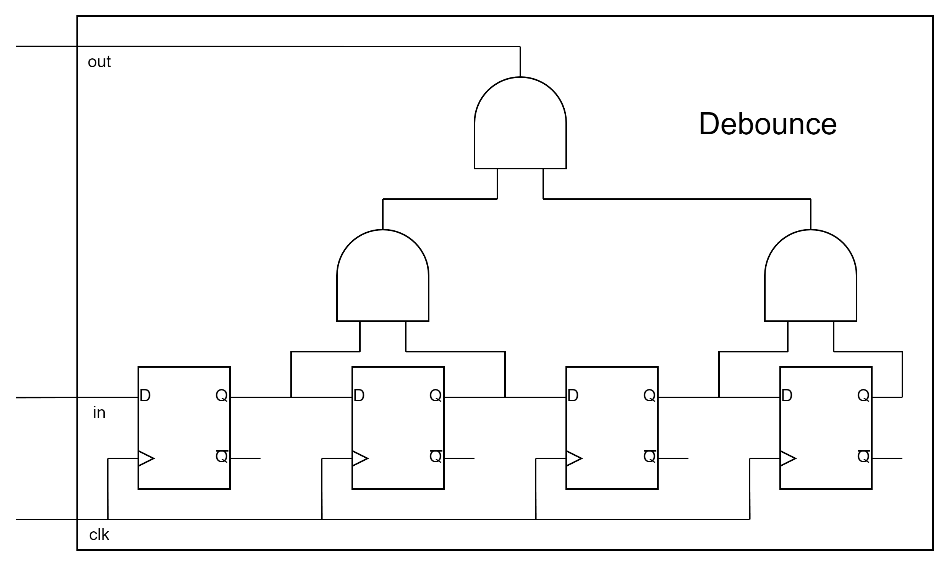 out
Debounce
D Q D Q D Q D Q
in
Q̅ Q̅ Q̅ Q̅
clk